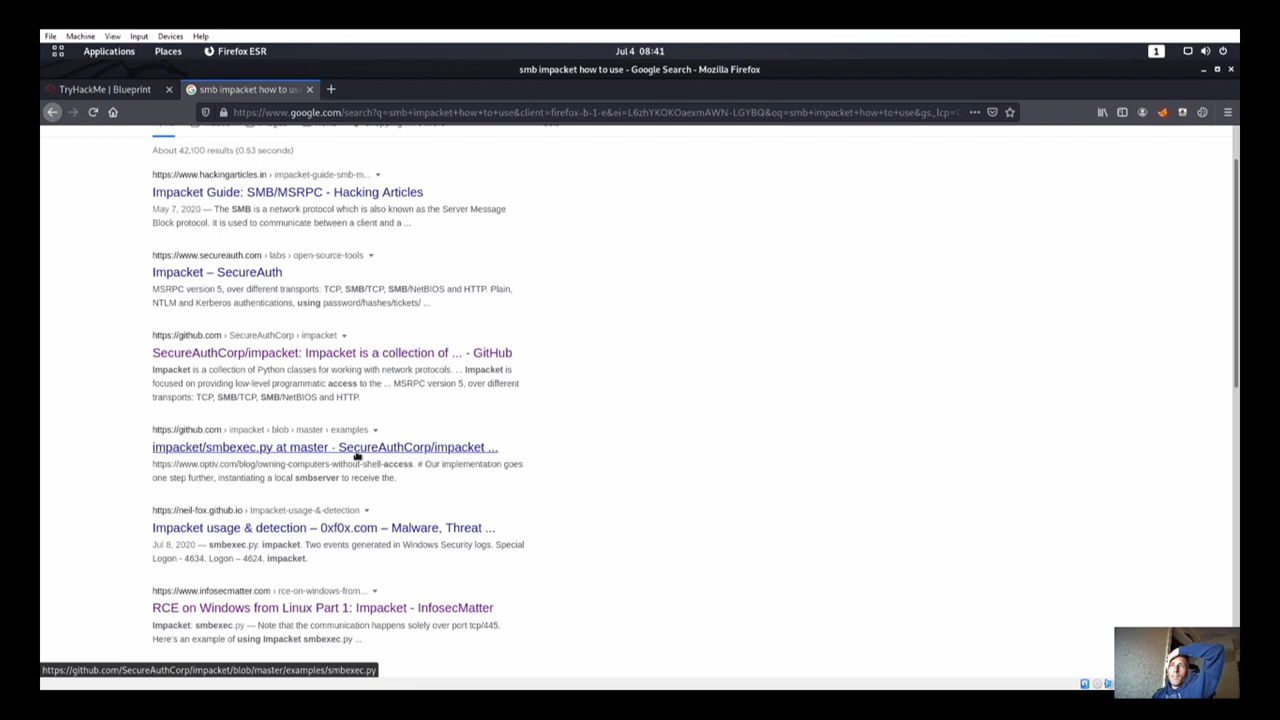 File Machine View Input Devices Help
Applications Places Firefox ESR Jul 4 08:41 1
smb impacket how to use - Google Search - Mozilla Firefox
TryHackMe | Blueprint smb impacket how to us
https://www.google.com/search?q=smb+impacket+how+to+use&client=firefox-b-1-e&ei=L6zhYKOKOaexmAWN-LGYBQ&oq=smb+impacket+how+to+use&gs_lcp=
About 42,100 results (0.53 seconds)
https://www.hackingarticles.in › impacket-guide-smb-m...
Impacket Guide: SMB/MSRPC - Hacking Articles
May 7, 2020 — The SMB is a network protocol which is also known as the Server Message
Block protocol. It is used to communicate between a client and a ...
https://www.secureauth.com › labs › open-source-tools
Impacket – SecureAuth
MSRPC version 5, over different transports: TCP, SMB/TCP, SMB/NetBIOS and HTTP. Plain,
NTLM and Kerberos authentications, using password/hashes/tickets/ ...
https://github.com › SecureAuthCorp › impacket
SecureAuthCorp/impacket: Impacket is a collection of ... - GitHub
Impacket is a collection of Python classes for working with network protocols. ... Impacket is
focused on providing low-level programmatic access to the ... MSRPC version 5, over different
transports: TCP, SMB/TCP, SMB/NetBIOS and HTTP.
https://github.com › impacket › blob › master › examples
impacket/smbexec.py at master · SecureAuthCorp/impacket ...
https://www.optiv.com/blog/owning-computers-without-shell-access. # Our implementation goes
one step further, instantiating a local smbserver to receive the.
https://neil-fox.github.io › Impacket-usage-&-detection
Impacket usage & detection – 0xf0x.com – Malware, Threat ...
Jul 8, 2020 — smbexec.py. impacket. Two events generated in Windows Security logs. Special
Logon - 4634. Logon – 4624. impacket.
https://www.infosecmatter.com › rce-on-windows-from...
RCE on Windows from Linux Part 1: Impacket - InfosecMatter
Impacket: smbexec.py — Note that the communication happens solely over port tcp/445.
Here's an example of using Impacket smbexec.py ...
https://github.com/SecureAuthCorp/impacket/blob/master/examples/smbexec.py